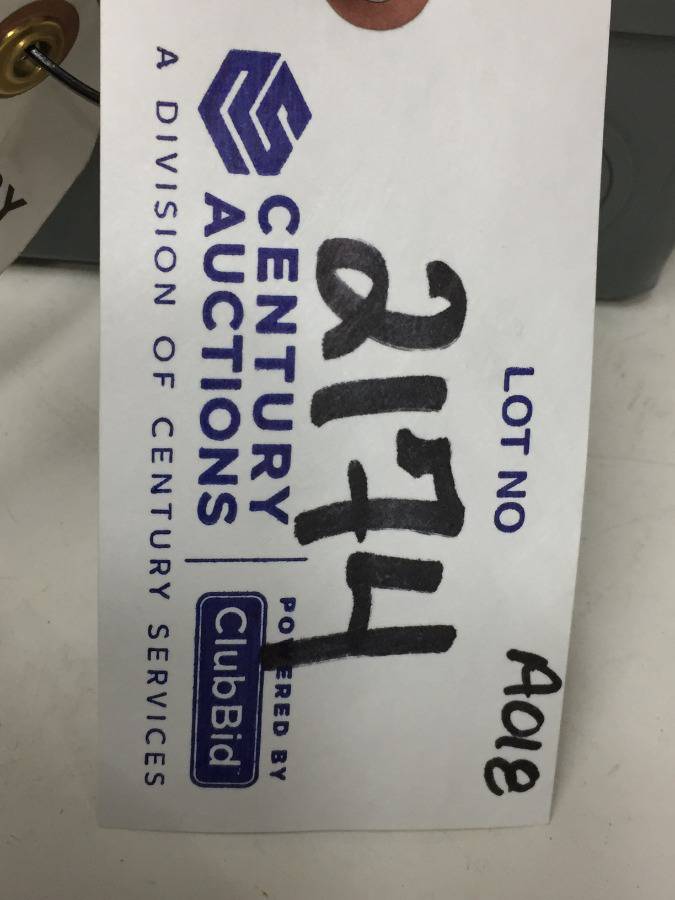 LOT NO
A018
2174
CENTURY
AUCTIONS
POWERED BY
ClubBid
A DIVISION OF CENTURY SERVICES